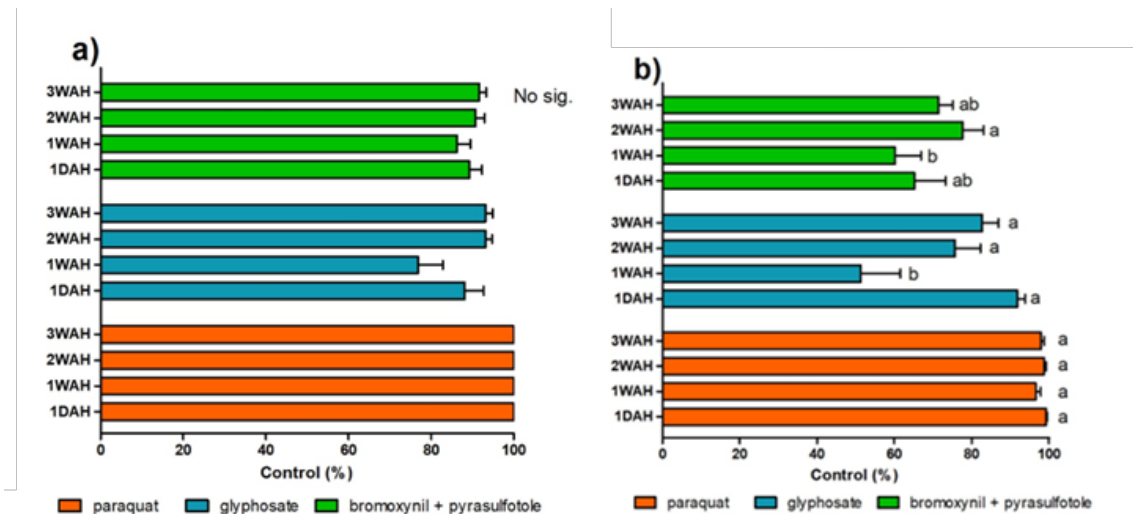 a)
3WAH
No sig.
2WAH
1WAH
1DAH
3WAH
2WAH
1WAH
1DAH
3WAH
2WAH
1WAH
1DAH
0 20 40 60 80 100
Control (%)
paraquat glyphosate bromoxynil + pyrasulfotole
b)
3WAH ab
2WAH a
1WAH b
1DAH ab
3WAH a
2WAH a
1WAH b
1DAH a
3WAH a
2WAH a
1WAH a
1DAH a
0 20 40 60 80 100
Control (%)
paraquat glyphosate bromoxynil + pyrasulfotole